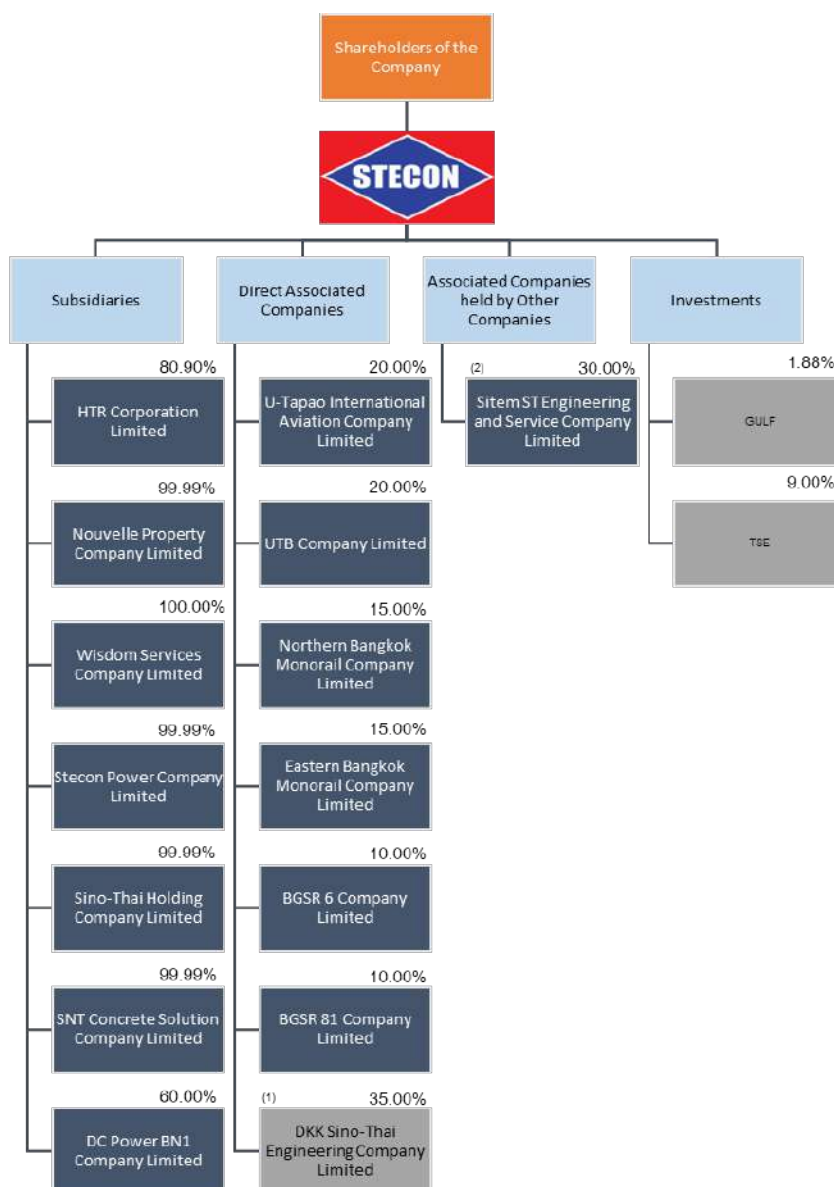 Shareholders of the
Company
STECON
Subsidiaries
Direct Associated
Companies
Associated Companies
held by Other
Companies
Investments
80.90%
HTR Corporation
Limited
99.99%
Nouvelle Property
Company Limited
100.00%
Wisdom Services
Company Limited
99.99%
Stecon Power Company
Limited
99.99%
Sino-Thai Holding
Company Limited
99.99%
SNT Concrete Solution
Company Limited
60.00%
DC Power BN1
Company Limited
20.00%
U-Tapao International
Aviation Company
Limited
20.00%
UTB Company Limited
15.00%
Northern Bangkok
Monorail Company
Limited
15.00%
Eastern Bangkok
Monorail Company
Limited
10.00%
BGSR 6 Company
Limited
10.00%
BGSR 81 Company
Limited
(1) 35.00%
DKK Sino-Thai
Engineering Company
Limited
(2) 30.00%
Sitem ST Engineering
and Service Company
Limited
1.88%
GULF
9.00%
TSE